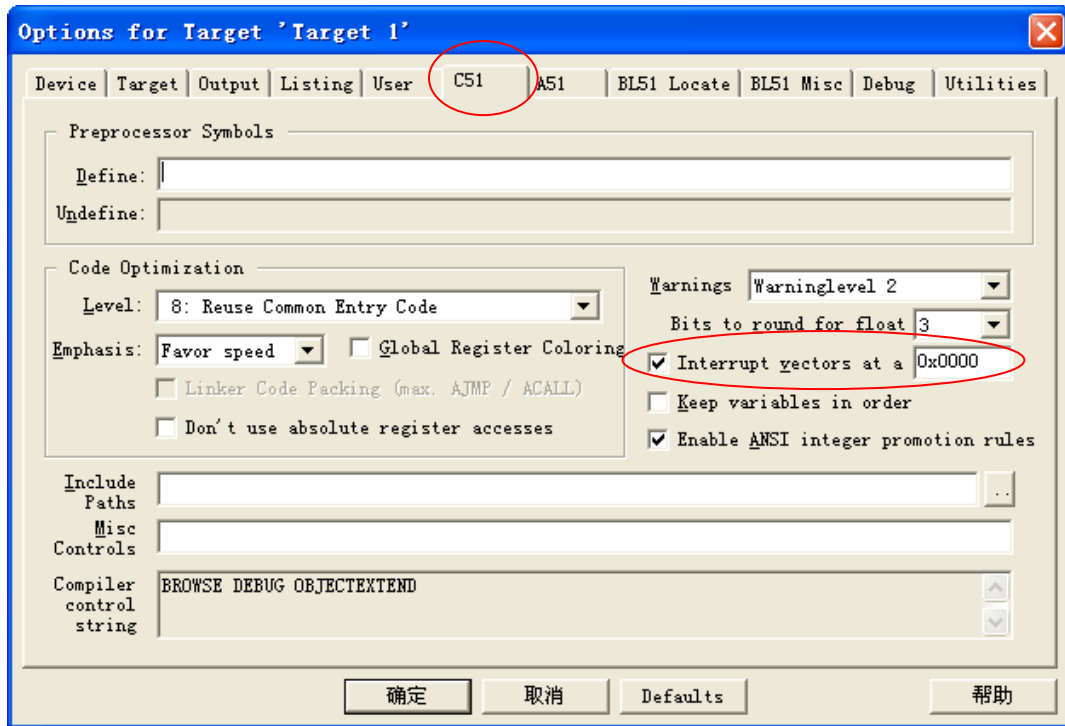 Options for Target 'Target 1'
Device Target Output Listing User C51 A51 BL51 Locate BL51 Misc Debug Utilities
Preprocessor Symbols
Define:
Undefine:
Code Optimization
Level: 8: Reuse Common Entry Code
Emphasis: Favor speed Global Register Coloring
Linker Code Packing (max. AJMP / ACALL)
Don't use absolute register accesses
Warnings Warninglevel 2
Bits to round for float 3
Interrupt vectors at a 0x0000
Keep variables in order
Enable ANSI integer promotion rules
Include
Paths
..
Misc
Controls
Compiler
control
string
BROWSE DEBUG OBJECTEXTEND
确定 取消 Defaults 帮助